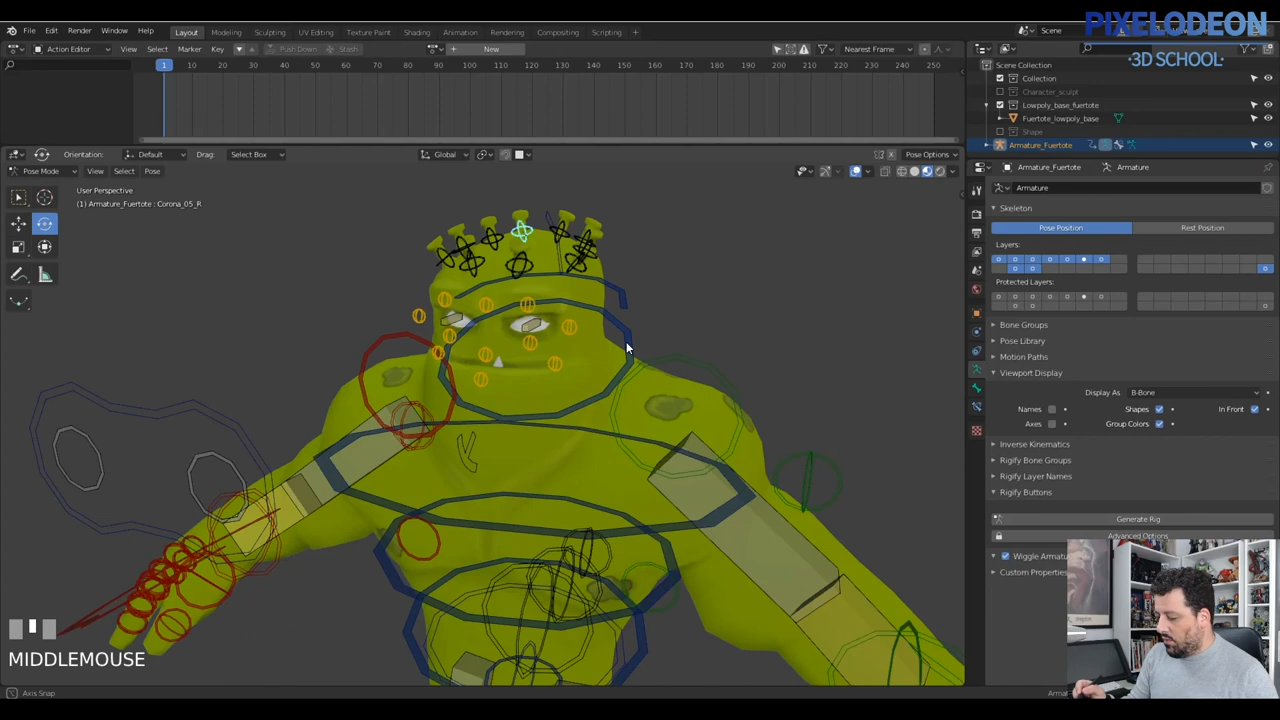 PIXELODEON
·3D SCHOOL·
File Edit Render Window Help Layout Modeling Sculpting UV Editing Texture Paint Shading Animation Rendering Compositing Scripting + Scene
Action Editor View Select Marker Key Push Down Stash New Nearest Frame
1 10 20 30 40 50 60 70 80 90 100 110 120 130 140 150 160 170 180 190 200 210 220 230 240 250
Scene Collection
Collection
Character_sculpt
Lowpoly_base_fuertote
Fuertote_lowpoly_base
Shape
Armature_Fuertote
Orientation: Default Drag: Select Box Global Pose Options
Pose Mode View Select Pose
Armature_Fuertote Armature
User Perspective
(1) Armature_Fuertote : Corona_05_R
Armature
Skeleton
Pose Position Rest Position
Layers:
Protected Layers:
Bone Groups
Pose Library
Motion Paths
Viewport Display
Display As B-Bone
Names Shapes In Front
Axes Group Colors
Inverse Kinematics
Rigify Bone Groups
Rigify Layer Names
Rigify Buttons
Generate Rig
Advanced Options
Wiggle Armatu
Custom Properties
MIDDLEMOUSE
Axis Snap